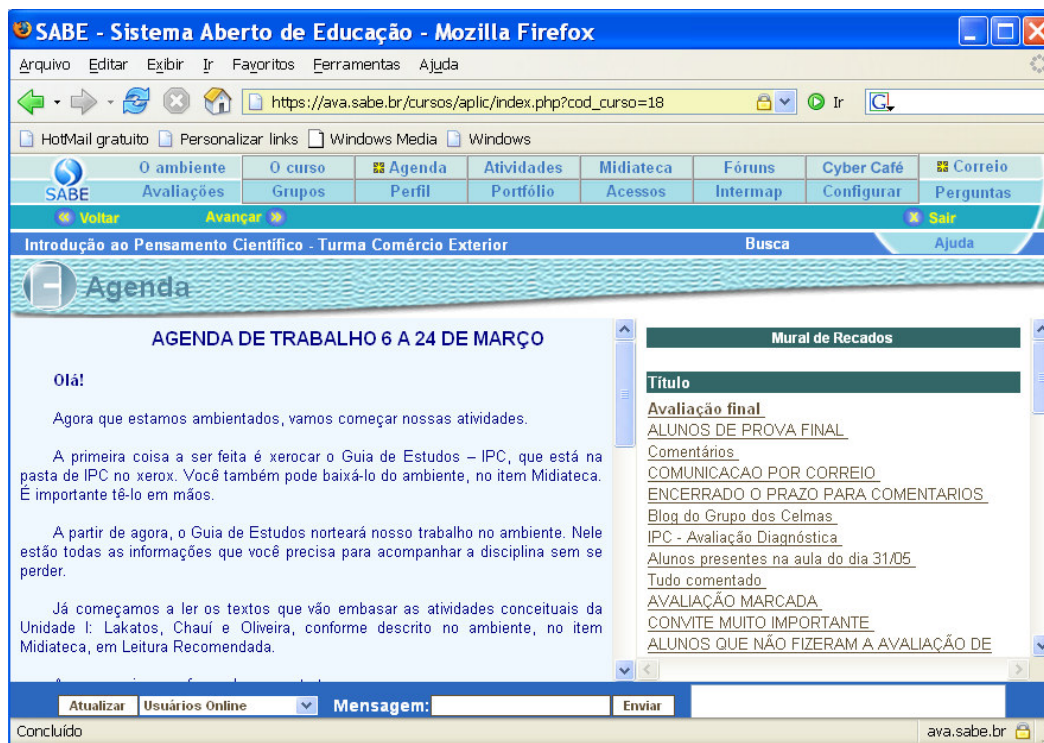 SABE - Sistema Aberto de Educação - Mozilla Firefox
Arquivo Editar Exibir Ir Favoritos Ferramentas Ajuda
https://ava.sabe.br/cursos/aplic/index.php?cod_curso=18 Ir G
HotMail gratuito Personalizar links Windows Media Windows
O ambiente O curso Agenda Atividades Midiateca Fóruns Cyber Café Correio
SABE Avaliações Grupos Perfil Portfólio Acessos Intermap Configurar Perguntas
Voltar Avançar Sair
Introdução ao Pensamento Científico - Turma Comércio Exterior Busca Ajuda
Agenda
AGENDA DE TRABALHO 6 A 24 DE MARÇO
Olá!
Agora que estamos ambientados, vamos começar nossas atividades.
A primeira coisa a ser feita é xerocar o Guia de Estudos – IPC, que está na
pasta de IPC no xerox. Você também pode baixá-lo do ambiente, no item Midiateca.
É importante tê-lo em mãos.
A partir de agora, o Guia de Estudos norteará nosso trabalho no ambiente. Nele
estão todas as informações que você precisa para acompanhar a disciplina sem se
perder.
Já começamos a ler os textos que vão embasar as atividades conceituais da
Unidade I: Lakatos, Chauí e Oliveira, conforme descrito no ambiente, no item
Midiateca, em Leitura Recomendada.
Mural de Recados
Título
Avaliação final
ALUNOS DE PROVA FINAL
Comentários
COMUNICACAO POR CORREIO
ENCERRADO O PRAZO PARA COMENTARIOS
Blog do Grupo dos Celmas
IPC - Avaliação Diagnóstica
Alunos presentes na aula do dia 31/05
Tudo comentado
AVALIAÇÃO MARCADA
CONVITE MUITO IMPORTANTE
ALUNOS QUE NÃO FIZERAM A AVALIAÇÃO DE
Atualizar Usuários Online Mensagem: Enviar
Concluído ava.sabe.br